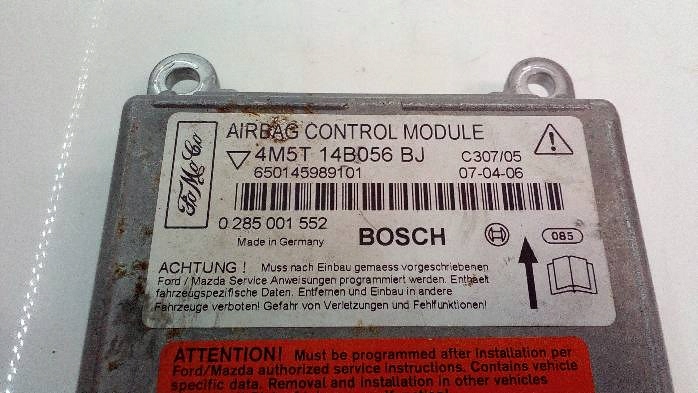 FoMoCo
AIRBAG CONTROL MODULE
4M5T 14B056 BJ
C307/05
650145989101
07-04-06
0 285 001 552
Made in Germany
BOSCH
085
ACHTUNG ! Muss nach Einbau gemaess vorgeschriebenen
Ford / Mazda Service Anweisungen programmiert werden. Enthaelt
fahrzeugspezifische Daten. Entfernen und Einbau in andere
Fahrzeuge verboten! Gefahr von Verletzungen und Fehlfunktionen!
ATTENTION! Must be programmed after installation per
Ford/Mazda authorized service instructions. Contains vehicle
specific data. Removal and installation in other vehicles